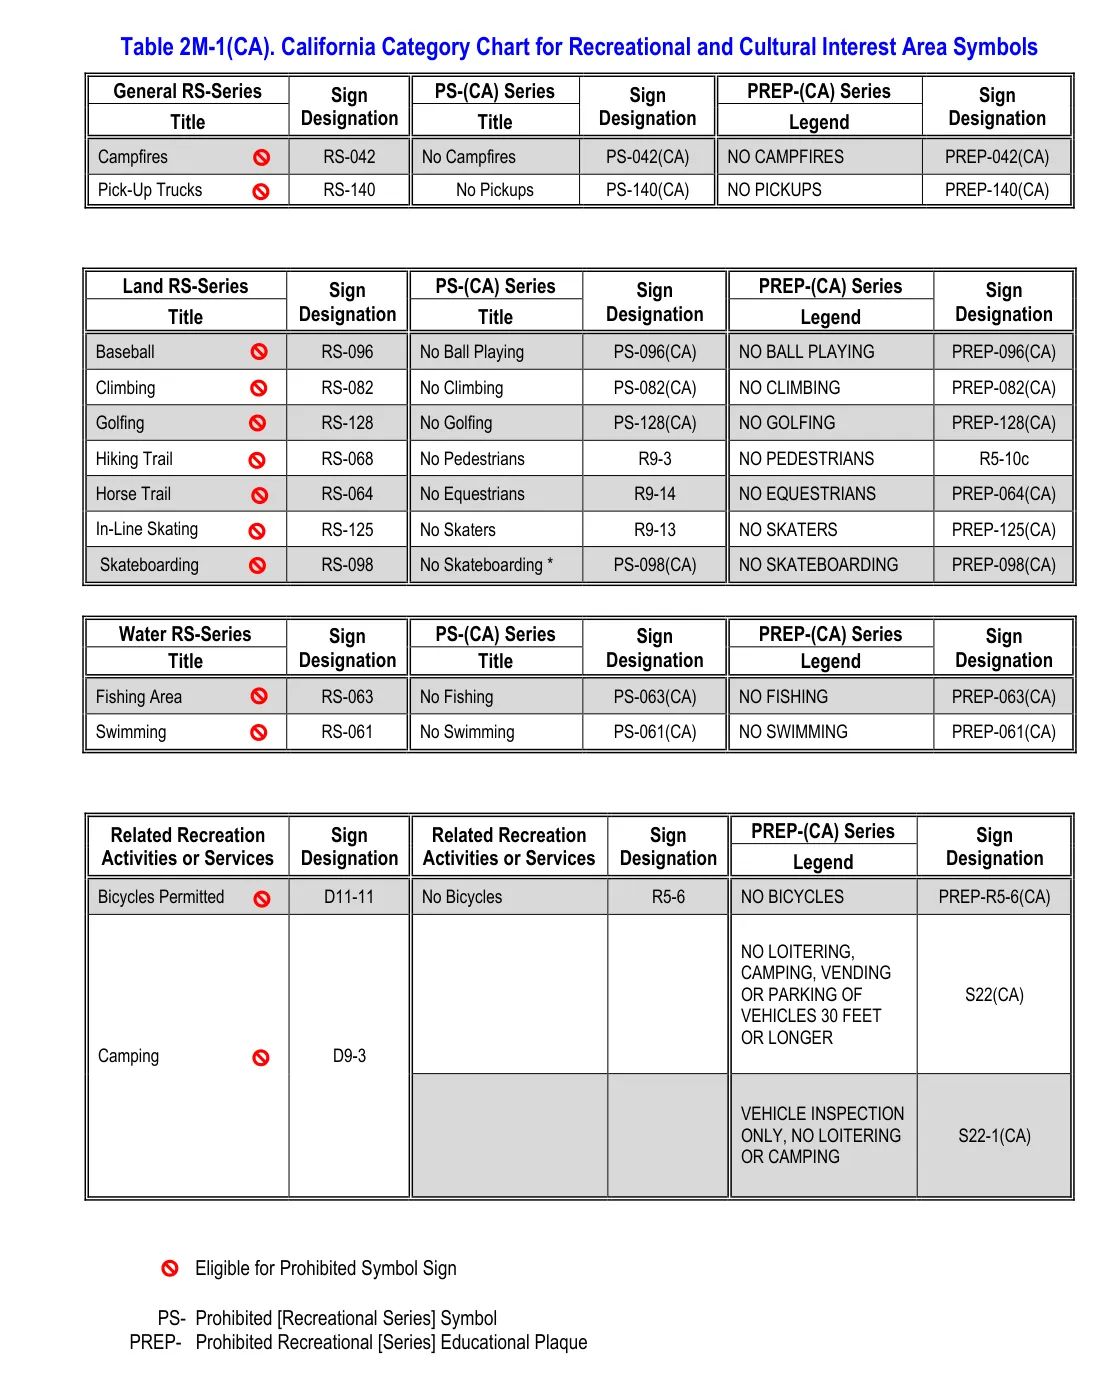 Table 2M-1(CA). California Category Chart for Recreational and Cultural Interest Area Symbols
General RS-Series Sign Designation PS-(CA) Series Sign Designation PREP-(CA) Series Sign Designation
Title Title Legend
Campfires RS-042 No Campfires PS-042(CA) NO CAMPFIRES PREP-042(CA)
Pick-Up Trucks RS-140 No Pickups PS-140(CA) NO PICKUPS PREP-140(CA)
Land RS-Series Sign Designation PS-(CA) Series Sign Designation PREP-(CA) Series Sign Designation
Title Title Legend
Baseball RS-096 No Ball Playing PS-096(CA) NO BALL PLAYING PREP-096(CA)
Climbing RS-082 No Climbing PS-082(CA) NO CLIMBING PREP-082(CA)
Golfing RS-128 No Golfing PS-128(CA) NO GOLFING PREP-128(CA)
Hiking Trail RS-068 No Pedestrians R9-3 NO PEDESTRIANS R5-10c
Horse Trail RS-064 No Equestrians R9-14 NO EQUESTRIANS PREP-064(CA)
In-Line Skating RS-125 No Skaters R9-13 NO SKATERS PREP-125(CA)
Skateboarding RS-098 No Skateboarding * PS-098(CA) NO SKATEBOARDING PREP-098(CA)
Water RS-Series Sign Designation PS-(CA) Series Sign Designation PREP-(CA) Series Sign Designation
Title Title Legend
Fishing Area RS-063 No Fishing PS-063(CA) NO FISHING PREP-063(CA)
Swimming RS-061 No Swimming PS-061(CA) NO SWIMMING PREP-061(CA)
Related Recreation Activities or Services Sign Designation Related Recreation Activities or Services Sign Designation PREP-(CA) Series Sign Designation
Legend
Bicycles Permitted D11-11 No Bicycles R5-6 NO BICYCLES PREP-R5-6(CA)
Camping D9-3
NO LOITERING,
CAMPING, VENDING
OR PARKING OF
VEHICLES 30 FEET
OR LONGER
S22(CA)
VEHICLE INSPECTION
ONLY, NO LOITERING
OR CAMPING
S22-1(CA)
Eligible for Prohibited Symbol Sign
PS- Prohibited [Recreational Series] Symbol
PREP- Prohibited Recreational [Series] Educational Plaque